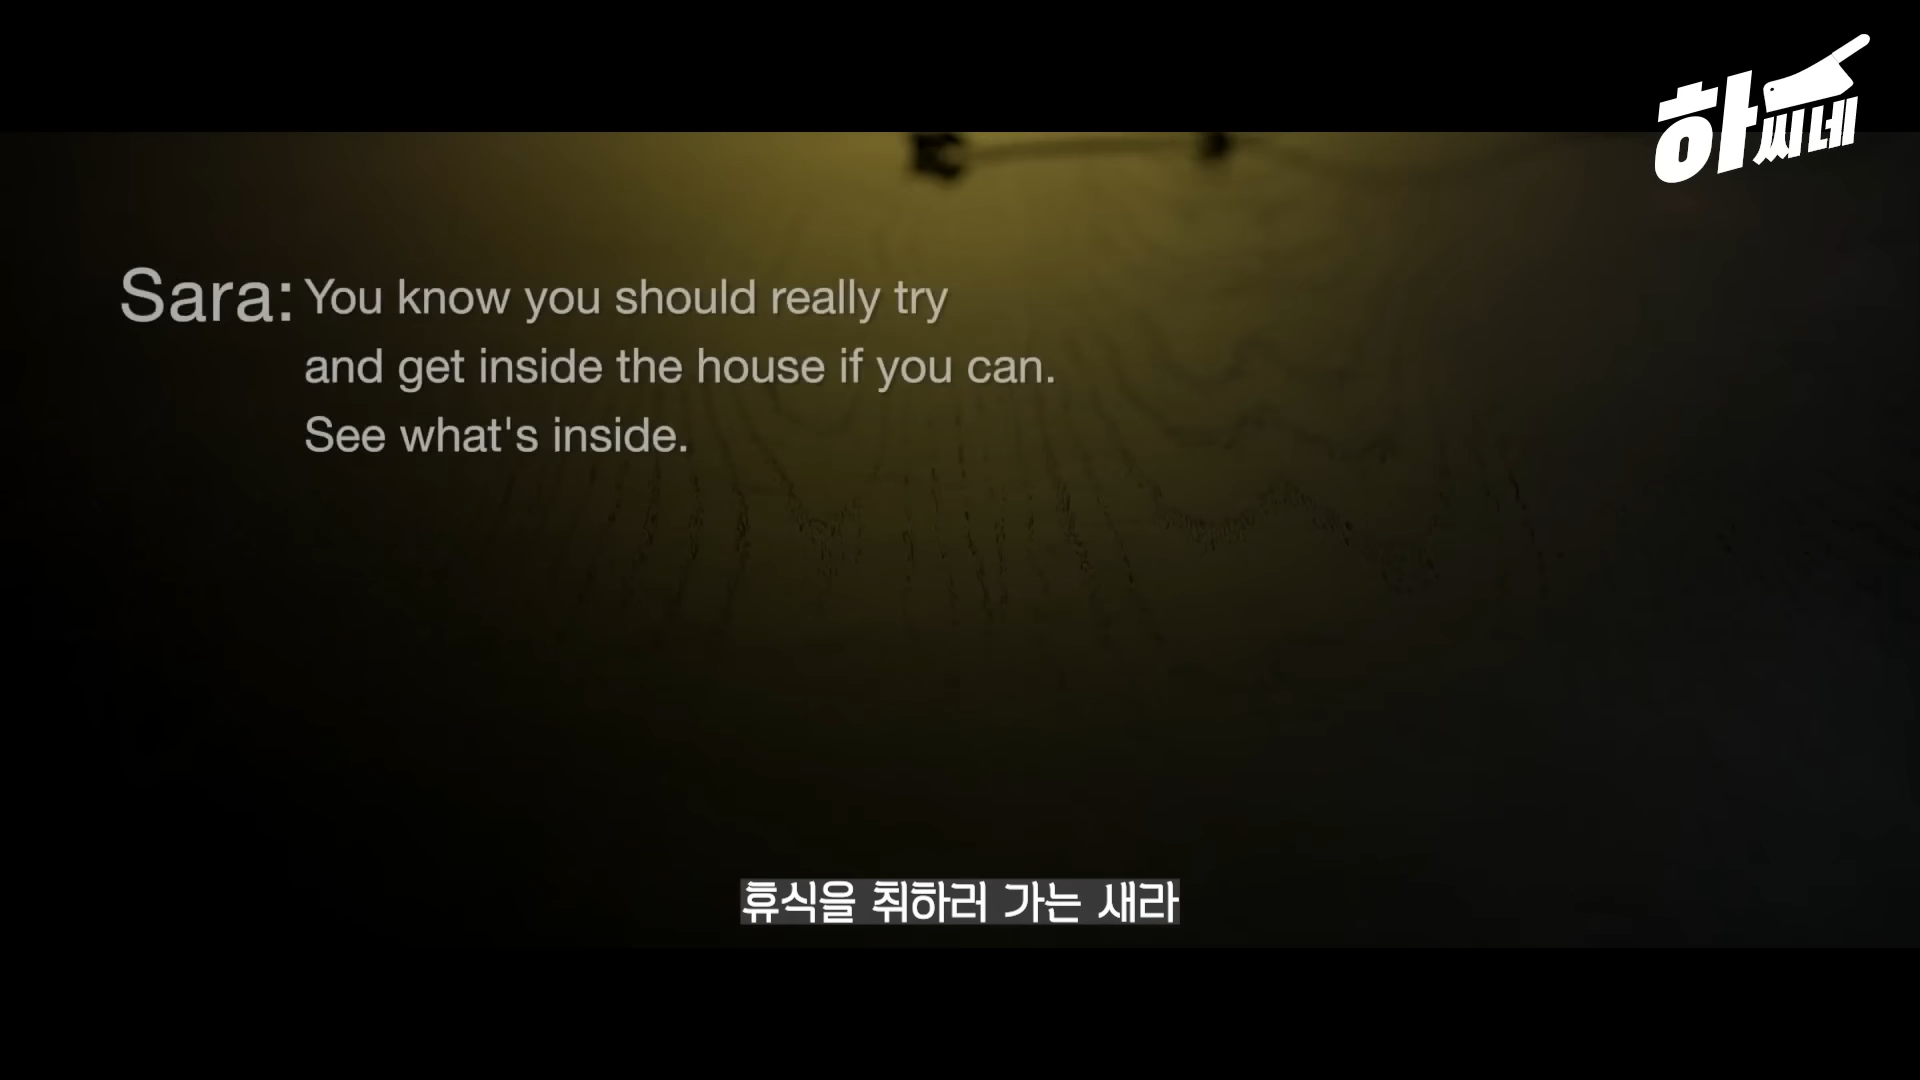 하씨네
Sara: You know you should really try
and get inside the house if you can.
See what's inside.
휴식을 취하러 가는 새라